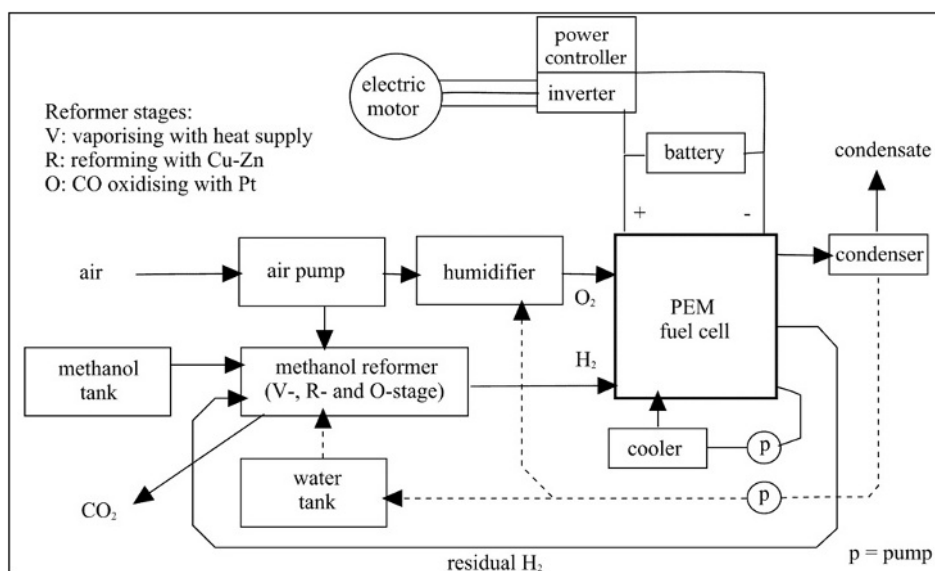 power
controller
electric
motor
inverter
Reformer stages:
V: vaporising with heat supply
R: reforming with Cu-Zn
O: CO oxidising with Pt
battery
condensate
+
-
air
air pump
humidifier
O₂
PEM
fuel cell
condenser
methanol
tank
methanol reformer
(V-, R- and O-stage)
H₂
cooler
p
water
tank
p
CO₂
residual H₂
p = pump